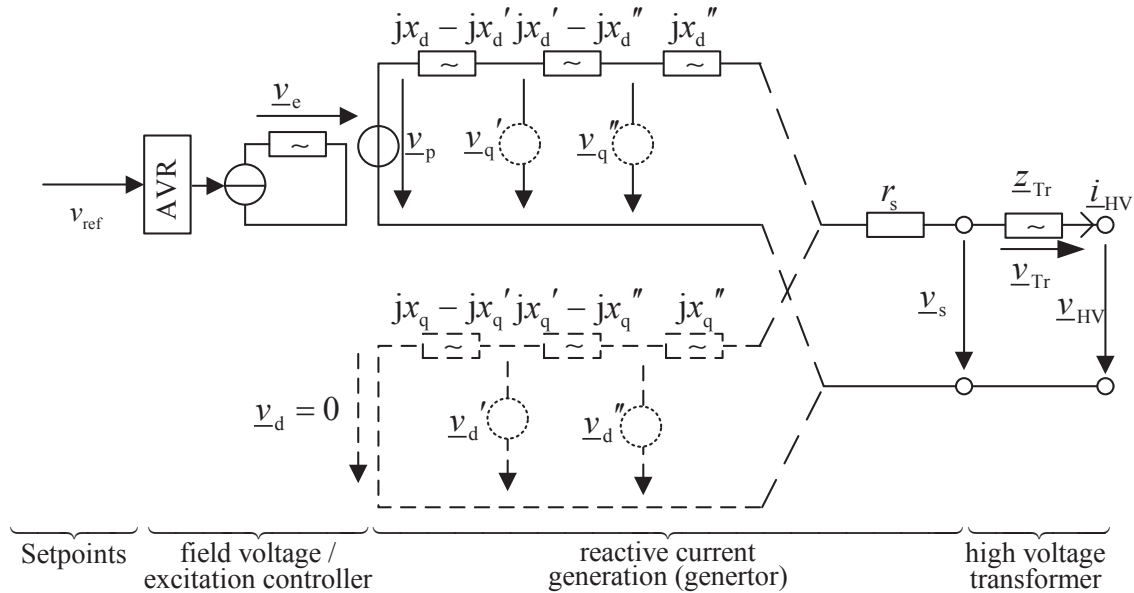 jx_d − jx_d′ jx_d′ − jx_d″ jx_d″
v_e
v_p
v_q′
v_q″
AVR
v_ref
r_s
z_Tr
i_HV
v_Tr
v_s
v_HV
jx_q − jx_q′ jx_q′ − jx_q″ jx_q″
v_d = 0
v_d′
v_d″
Setpoints
field voltage /
excitation controller
reactive current
generation (genertor)
high voltage
transformer